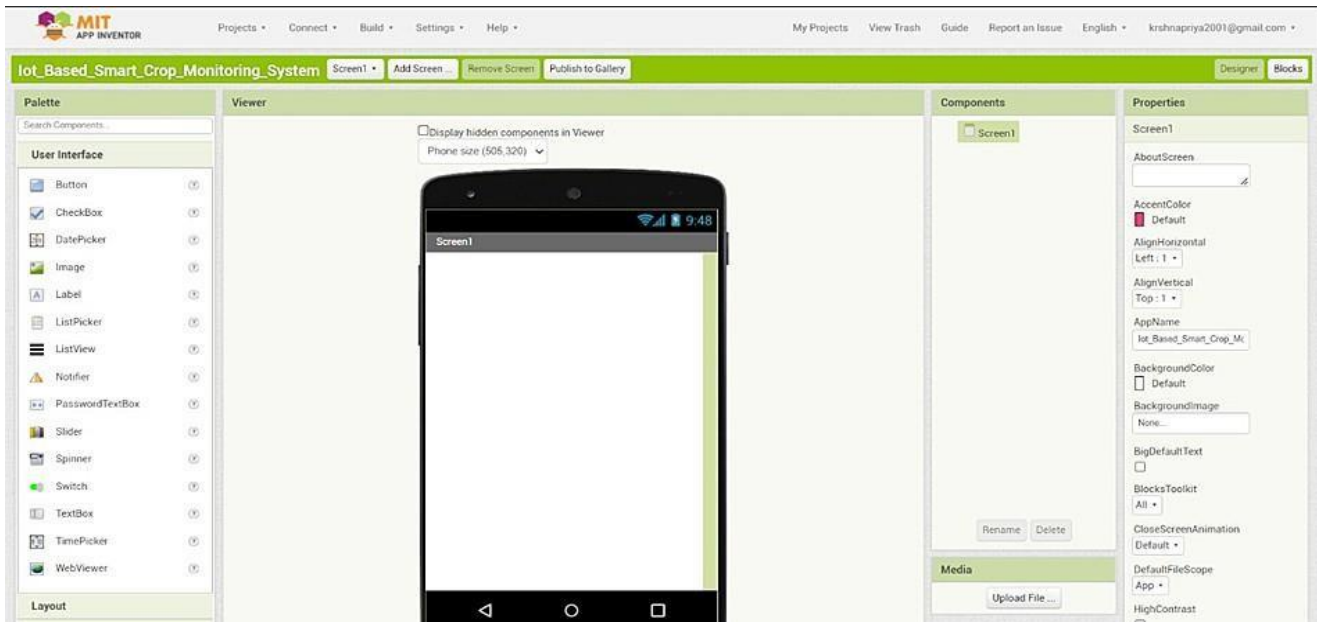 MIT
APP INVENTOR
Projects Connect Build Settings Help
My Projects View Trash Guide Report an Issue English krshnapriya2001@gmail.com
Iot_Based_Smart_Crop_Monitoring_System Screen1 Add Screen ... Remove Screen Publish to Gallery Designer Blocks
Palette
Search Components...
User Interface
Button
CheckBox
DatePicker
Image
Label
ListPicker
ListView
Notifier
PasswordTextBox
Slider
Spinner
Switch
TextBox
TimePicker
WebViewer
Layout
Viewer
Display hidden components in Viewer
Phone size (505,320)
9:48
Screen1
Components
Screen1
Rename Delete
Media
Upload File ...
Properties
Screen1
AboutScreen
AccentColor
Default
AlignHorizontal
Left : 1
AlignVertical
Top : 1
AppName
Iot_Based_Smart_Crop_Mc
BackgroundColor
Default
BackgroundImage
None...
BigDefaultText
BlocksToolkit
All
CloseScreenAnimation
Default
DefaultFileScope
App
HighContrast